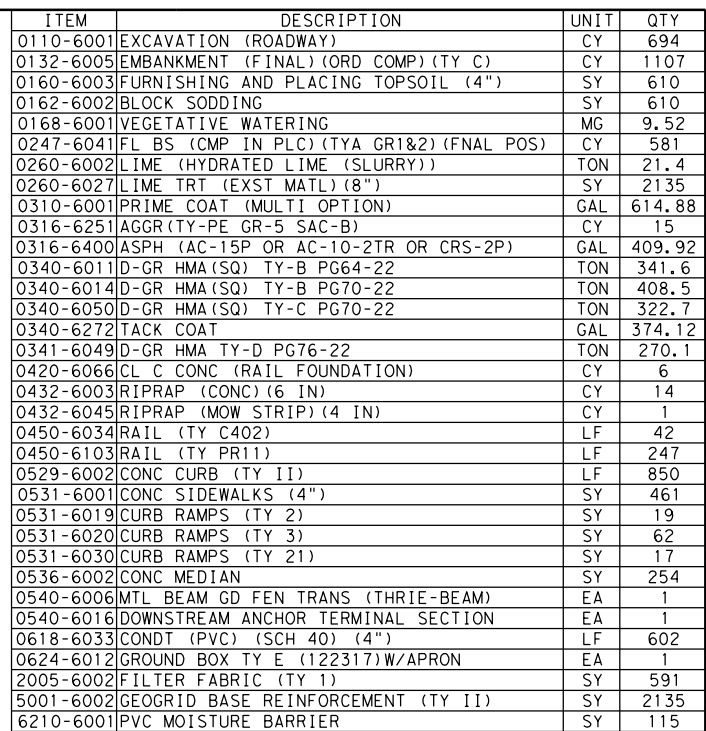 ITEM DESCRIPTION UNIT QTY
0110-6001 EXCAVATION (ROADWAY) CY 694
0132-6005 EMBANKMENT (FINAL)(ORD COMP)(TY C) CY 1107
0160-6003 FURNISHING AND PLACING TOPSOIL (4") SY 610
0162-6002 BLOCK SODDING SY 610
0168-6001 VEGETATIVE WATERING MG 9.52
0247-6041 FL BS (CMP IN PLC)(TYA GR1&2)(FNAL POS) CY 581
0260-6002 LIME (HYDRATED LIME (SLURRY)) TON 21.4
0260-6027 LIME TRT (EXST MATL)(8") SY 2135
0310-6001 PRIME COAT (MULTI OPTION) GAL 614.88
0316-6251 AGGR(TY-PE GR-5 SAC-B) CY 15
0316-6400 ASPH (AC-15P OR AC-10-2TR OR CRS-2P) GAL 409.92
0340-6011 D-GR HMA(SQ) TY-B PG64-22 TON 341.6
0340-6014 D-GR HMA(SQ) TY-B PG70-22 TON 408.5
0340-6050 D-GR HMA(SQ) TY-C PG70-22 TON 322.7
0340-6272 TACK COAT GAL 374.12
0341-6049 D-GR HMA TY-D PG76-22 TON 270.1
0420-6066 CL C CONC (RAIL FOUNDATION) CY 6
0432-6003 RIPRAP (CONC)(6 IN) CY 14
0432-6045 RIPRAP (MOW STRIP)(4 IN) CY 1
0450-6034 RAIL (TY C402) LF 42
0450-6103 RAIL (TY PR11) LF 247
0529-6002 CONC CURB (TY II) LF 850
0531-6001 CONC SIDEWALKS (4") SY 461
0531-6019 CURB RAMPS (TY 2) SY 19
0531-6020 CURB RAMPS (TY 3) SY 62
0531-6030 CURB RAMPS (TY 21) SY 17
0536-6002 CONC MEDIAN SY 254
0540-6006 MTL BEAM GD FEN TRANS (THRIE-BEAM) EA 1
0540-6016 DOWNSTREAM ANCHOR TERMINAL SECTION EA 1
0618-6033 CONDT (PVC) (SCH 40) (4") LF 602
0624-6012 GROUND BOX TY E (122317)W/APRON EA 1
2005-6002 FILTER FABRIC (TY 1) SY 591
5001-6002 GEOGRID BASE REINFORCEMENT (TY II) SY 2135
6210-6001 PVC MOISTURE BARRIER SY 115